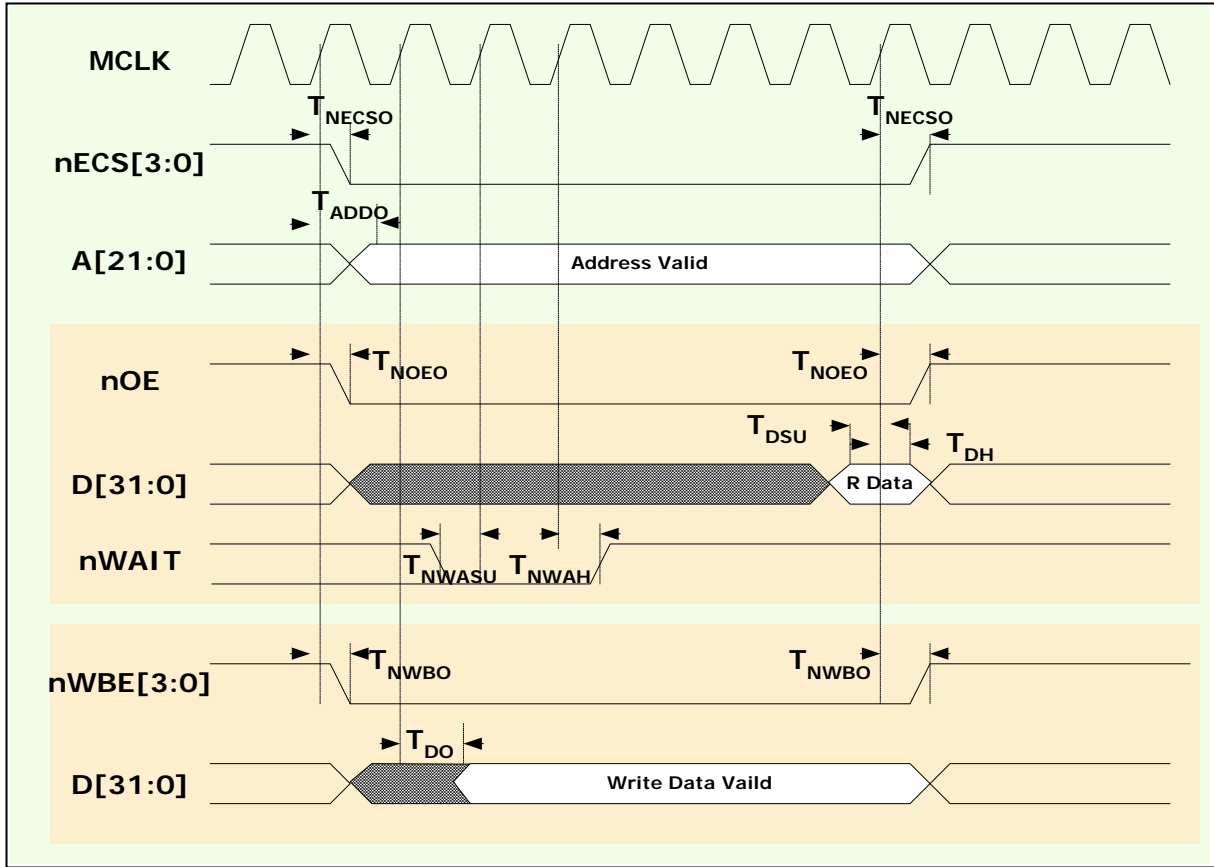 MCLK
TNECSO TNECSO
nECS[3:0]
TADDO
A[21:0] Address Valid
nOE TNOEO TNOEO
TDSU TDH
D[31:0] R Data
nWAIT TNWASU TNWAH
nWBE[3:0] TNWBO TNWBO
TDO
D[31:0] Write Data Vaild